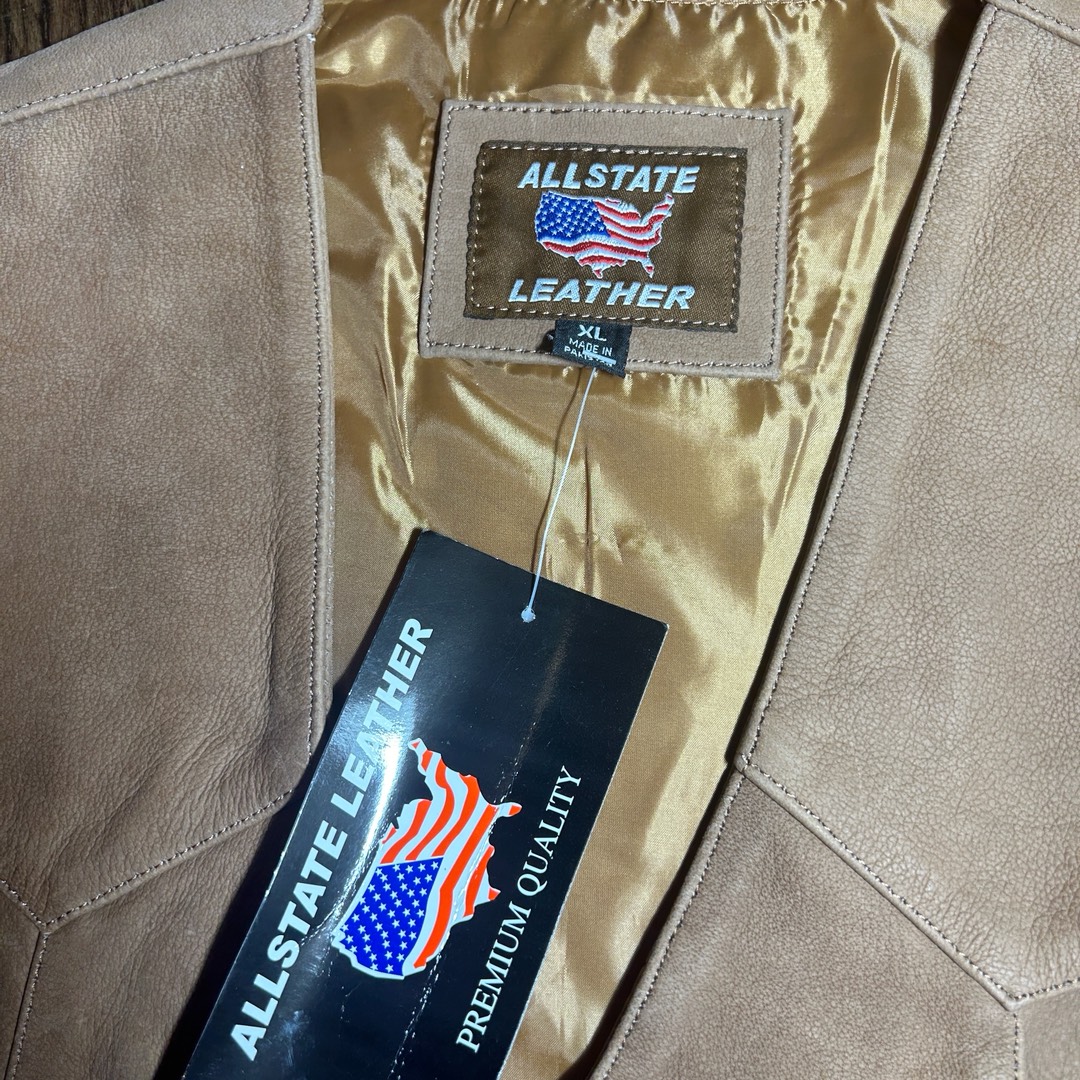 ALLSTATE
LEATHER
XL
MADE IN
ALLSTATE LEATHER
PREMIUM QUALITY